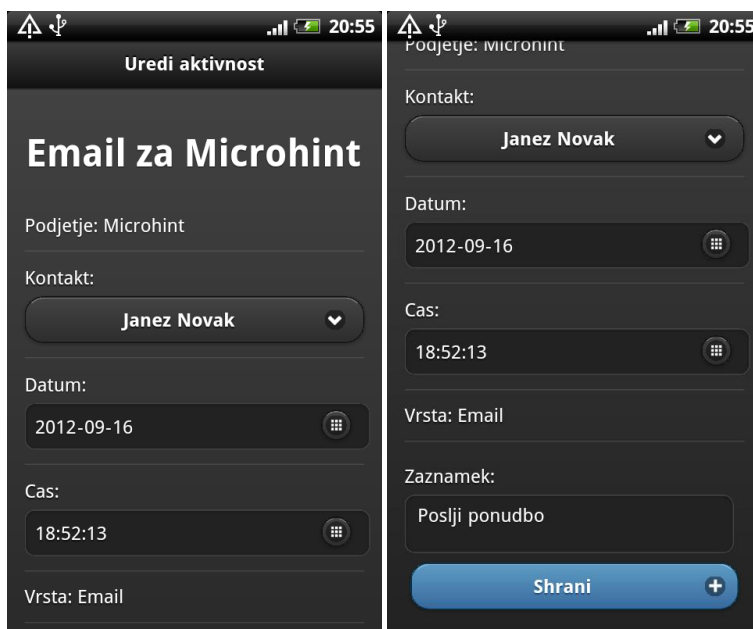 20:55
Uredi aktivnost
Email za Microhint
Podjetje: Microhint
Kontakt:
Janez Novak
Datum:
2012-09-16
Cas:
18:52:13
Vrsta: Email
20:55
Podjetje: Microhint
Kontakt:
Janez Novak
Datum:
2012-09-16
Cas:
18:52:13
Vrsta: Email
Zaznamek:
Poslji ponudbo
Shrani